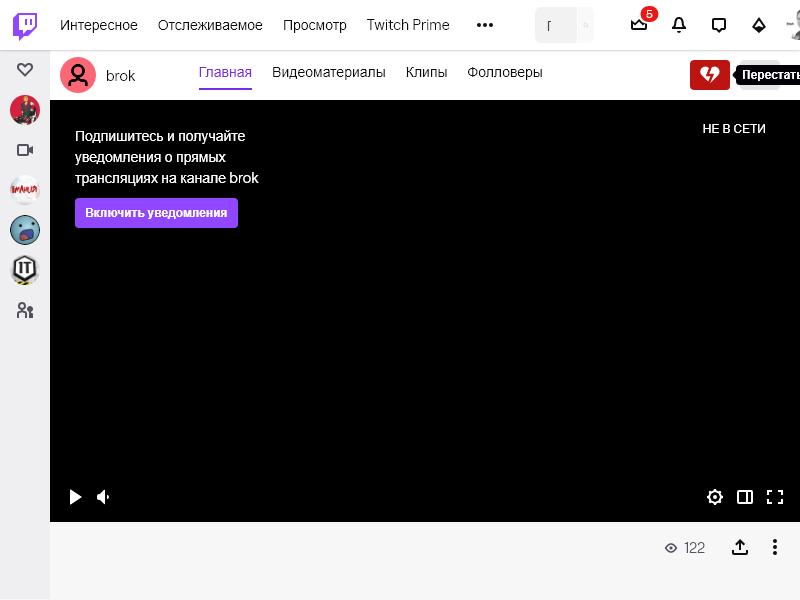 Интересное Отслеживаемое Просмотр Twitch Prime
5
brok Главная Видеоматериалы Клипы Фолловеры
Перестать
Подпишитесь и получайте
уведомления о прямых
трансляциях на канале brok
Включить уведомления
НЕ В СЕТИ
IT
122